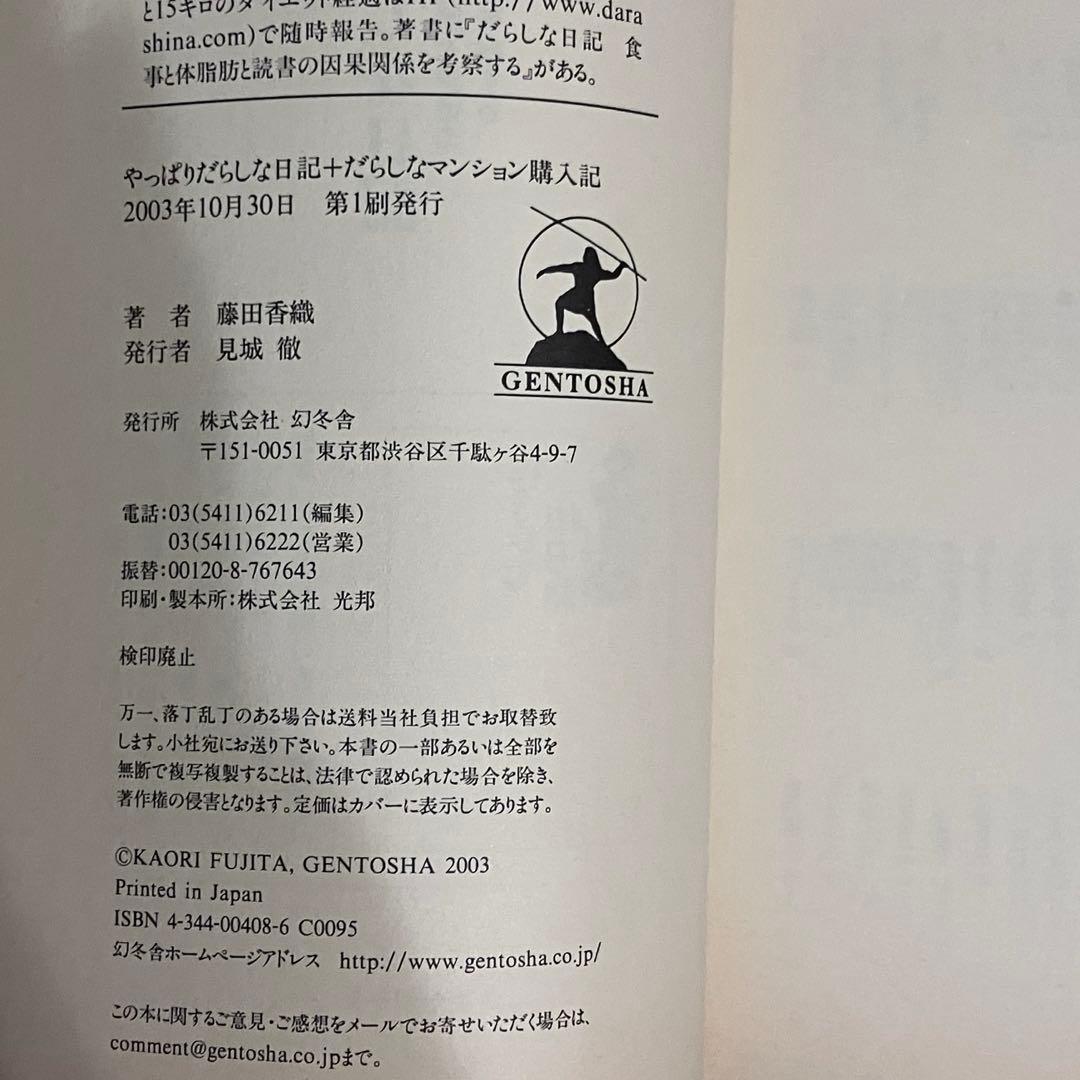 と15キロのダイエット経過はHP(http://www.dara
shina.com)で随時報告。著書に『だらしな日記 食
事と体脂肪と読書の因果関係を考察する』がある。
やっぱりだらしな日記+だらしなマンション購入記
2003年10月30日 第1刷発行
著 者 藤田香織
発行者 見城 徹
GENTOSHA
発行所 株式会社 幻冬舎
〒151-0051 東京都渋谷区千駄ヶ谷4-9-7
電話:03(5411)6211(編集)
03(5411)6222(営業)
振替:00120-8-767643
印刷・製本所:株式会社 光邦
検印廃止
万一、落丁乱丁のある場合は送料当社負担でお取替致
します。小社宛にお送り下さい。本書の一部あるいは全部を
無断で複写複製することは、法律で認められた場合を除き、
著作権の侵害となります。定価はカバーに表示してあります。
©KAORI FUJITA, GENTOSHA 2003
Printed in Japan
ISBN 4-344-00408-6 C0095
幻冬舎ホームページアドレス http://www.gentosha.co.jp/
この本に関するご意見・ご感想をメールでお寄せいただく場合は、
comment@gentosha.co.jpまで。